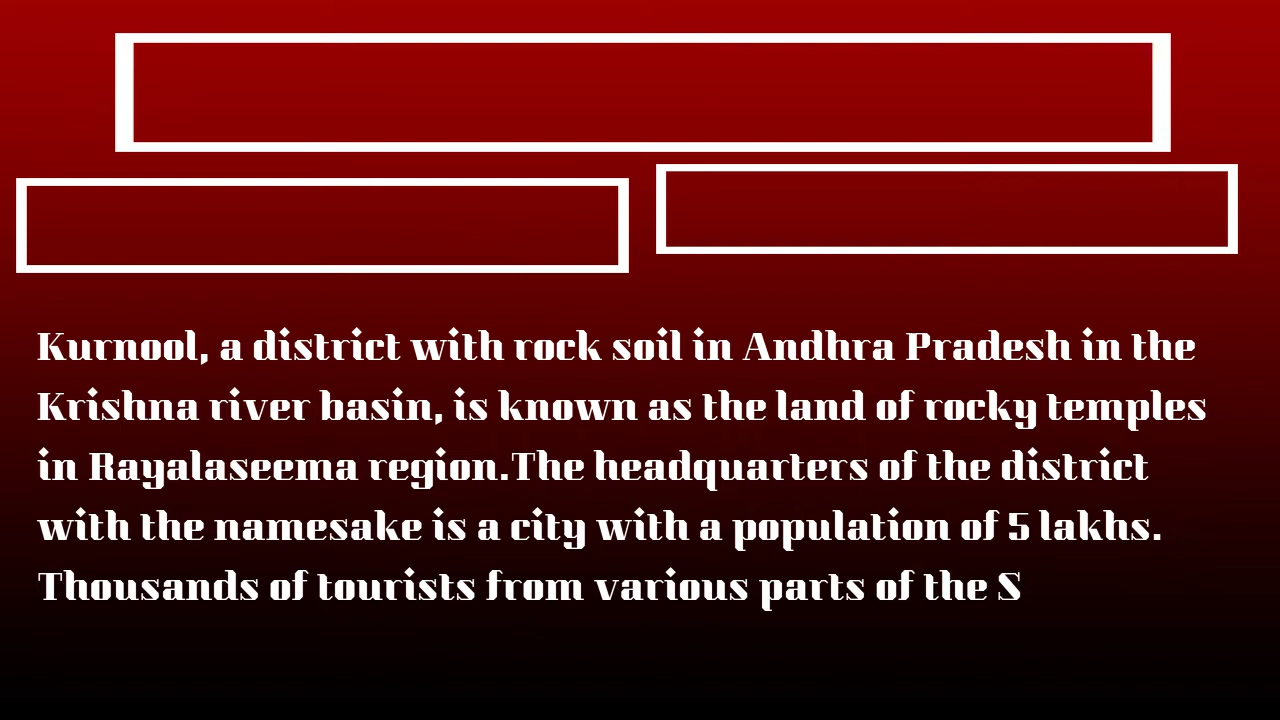 Kurnool, a district with rock soil in Andhra Pradesh in the
Krishna river basin, is known as the land of rocky temples
in Rayalaseema region.The headquarters of the district
with the namesake is a city with a population of 5 lakhs.
Thousands of tourists from various parts of the S